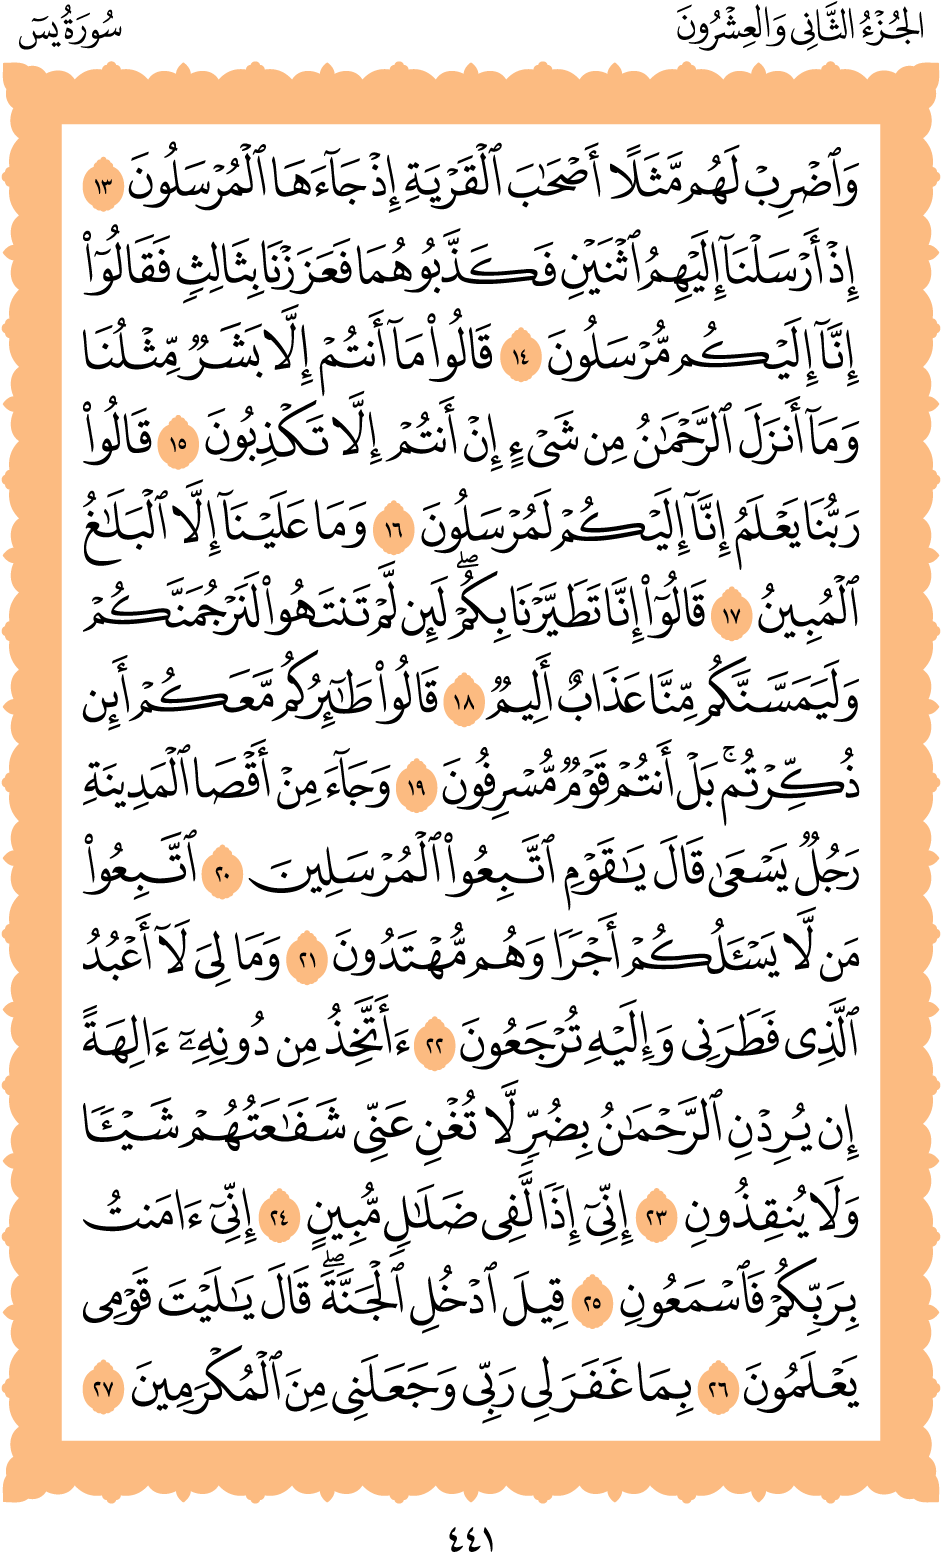 الجُزْءُ الثَّانِي وَالعِشْرُونَ
سُورَةُ يسٓ
وَٱضۡرِبۡ لَهُم مَّثَلًا أَصۡحَٰبَ ٱلۡقَرۡيَةِ إِذۡ جَآءَهَا ٱلۡمُرۡسَلُونَ ١٣
إِذۡ أَرۡسَلۡنَآ إِلَيۡهِمُ ٱثۡنَيۡنِ فَكَذَّبُوهُمَا فَعَزَّزۡنَا بِثَالِثٖ فَقَالُوٓاْ
إِنَّآ إِلَيۡكُم مُّرۡسَلُونَ ١٤ قَالُواْ مَآ أَنتُمۡ إِلَّا بَشَرٞ مِّثۡلُنَا
وَمَآ أَنزَلَ ٱلرَّحۡمَٰنُ مِن شَيۡءٍ إِنۡ أَنتُمۡ إِلَّا تَكۡذِبُونَ ١٥ قَالُواْ
رَبُّنَا يَعۡلَمُ إِنَّآ إِلَيۡكُمۡ لَمُرۡسَلُونَ ١٦ وَمَا عَلَيۡنَآ إِلَّا ٱلۡبَلَٰغُ
ٱلۡمُبِينُ ١٧ قَالُوٓاْ إِنَّا تَطَيَّرۡنَا بِكُمۡۖ لَئِن لَّمۡ تَنتَهُواْ لَنَرۡجُمَنَّكُمۡ
وَلَيَمَسَّنَّكُم مِّنَّا عَذَابٌ أَلِيمٞ ١٨ قَالُواْ طَٰٓئِرُكُم مَّعَكُمۡ أَئِن
ذُكِّرۡتُمۚ بَلۡ أَنتُمۡ قَوۡمٞ مُّسۡرِفُونَ ١٩ وَجَآءَ مِنۡ أَقۡصَا ٱلۡمَدِينَةِ
رَجُلٞ يَسۡعَىٰ قَالَ يَٰقَوۡمِ ٱتَّبِعُواْ ٱلۡمُرۡسَلِينَ ٢٠ ٱتَّبِعُواْ
مَن لَّا يَسۡـَٔلُكُمۡ أَجۡرٗا وَهُم مُّهۡتَدُونَ ٢١ وَمَا لِيَ لَآ أَعۡبُدُ
ٱلَّذِي فَطَرَنِي وَإِلَيۡهِ تُرۡجَعُونَ ٢٢ ءَأَتَّخِذُ مِن دُونِهِۦٓ ءَالِهَةً
إِن يُرِدۡنِ ٱلرَّحۡمَٰنُ بِضُرّٖ لَّا تُغۡنِ عَنِّي شَفَٰعَتُهُمۡ شَيۡـٔٗا
وَلَا يُنقِذُونِ ٢٣ إِنِّيٓ إِذٗا لَّفِي ضَلَٰلٖ مُّبِينٍ ٢٤ إِنِّيٓ ءَامَنتُ
بِرَبِّكُمۡ فَٱسۡمَعُونِ ٢٥ قِيلَ ٱدۡخُلِ ٱلۡجَنَّةَۖ قَالَ يَٰلَيۡتَ قَوۡمِي
يَعۡلَمُونَ ٢٦ بِمَا غَفَرَ لِي رَبِّي وَجَعَلَنِي مِنَ ٱلۡمُكۡرَمِينَ ٢٧
٤٤١